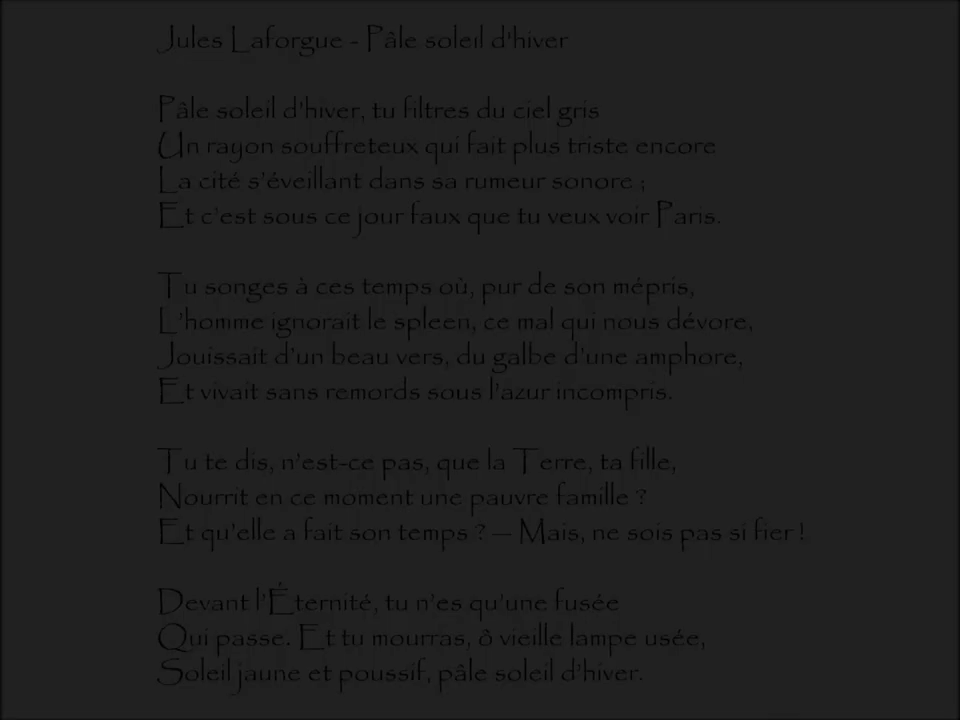 Jules Laforgue - Pâle soleil d'hiver
Pâle soleil d'hiver, tu filtres du ciel gris
Un rayon souffreteux qui fait plus triste encore
La cité s'éveillant dans sa rumeur sonore ;
Et c'est sous ce jour faux que tu veux voir Paris.
Tu songes à ces temps où, pur de son mépris,
L'homme ignorait le spleen, ce mal qui nous dévore,
Jouissait d'un beau vers, du galbe d'une amphore,
Et vivait sans remords sous l'azur incompris.
Tu te dis, n'est-ce pas, que la Terre, ta fille,
Nourrit en ce moment une pauvre famille ?
Et qu'elle a fait son temps ? — Mais, ne sois pas si fier !
Devant l'Éternité, tu n'es qu'une fusée
Qui passe. Et tu mourras, ô vieille lampe usée,
Soleil jaune et poussif, pâle soleil d'hiver.